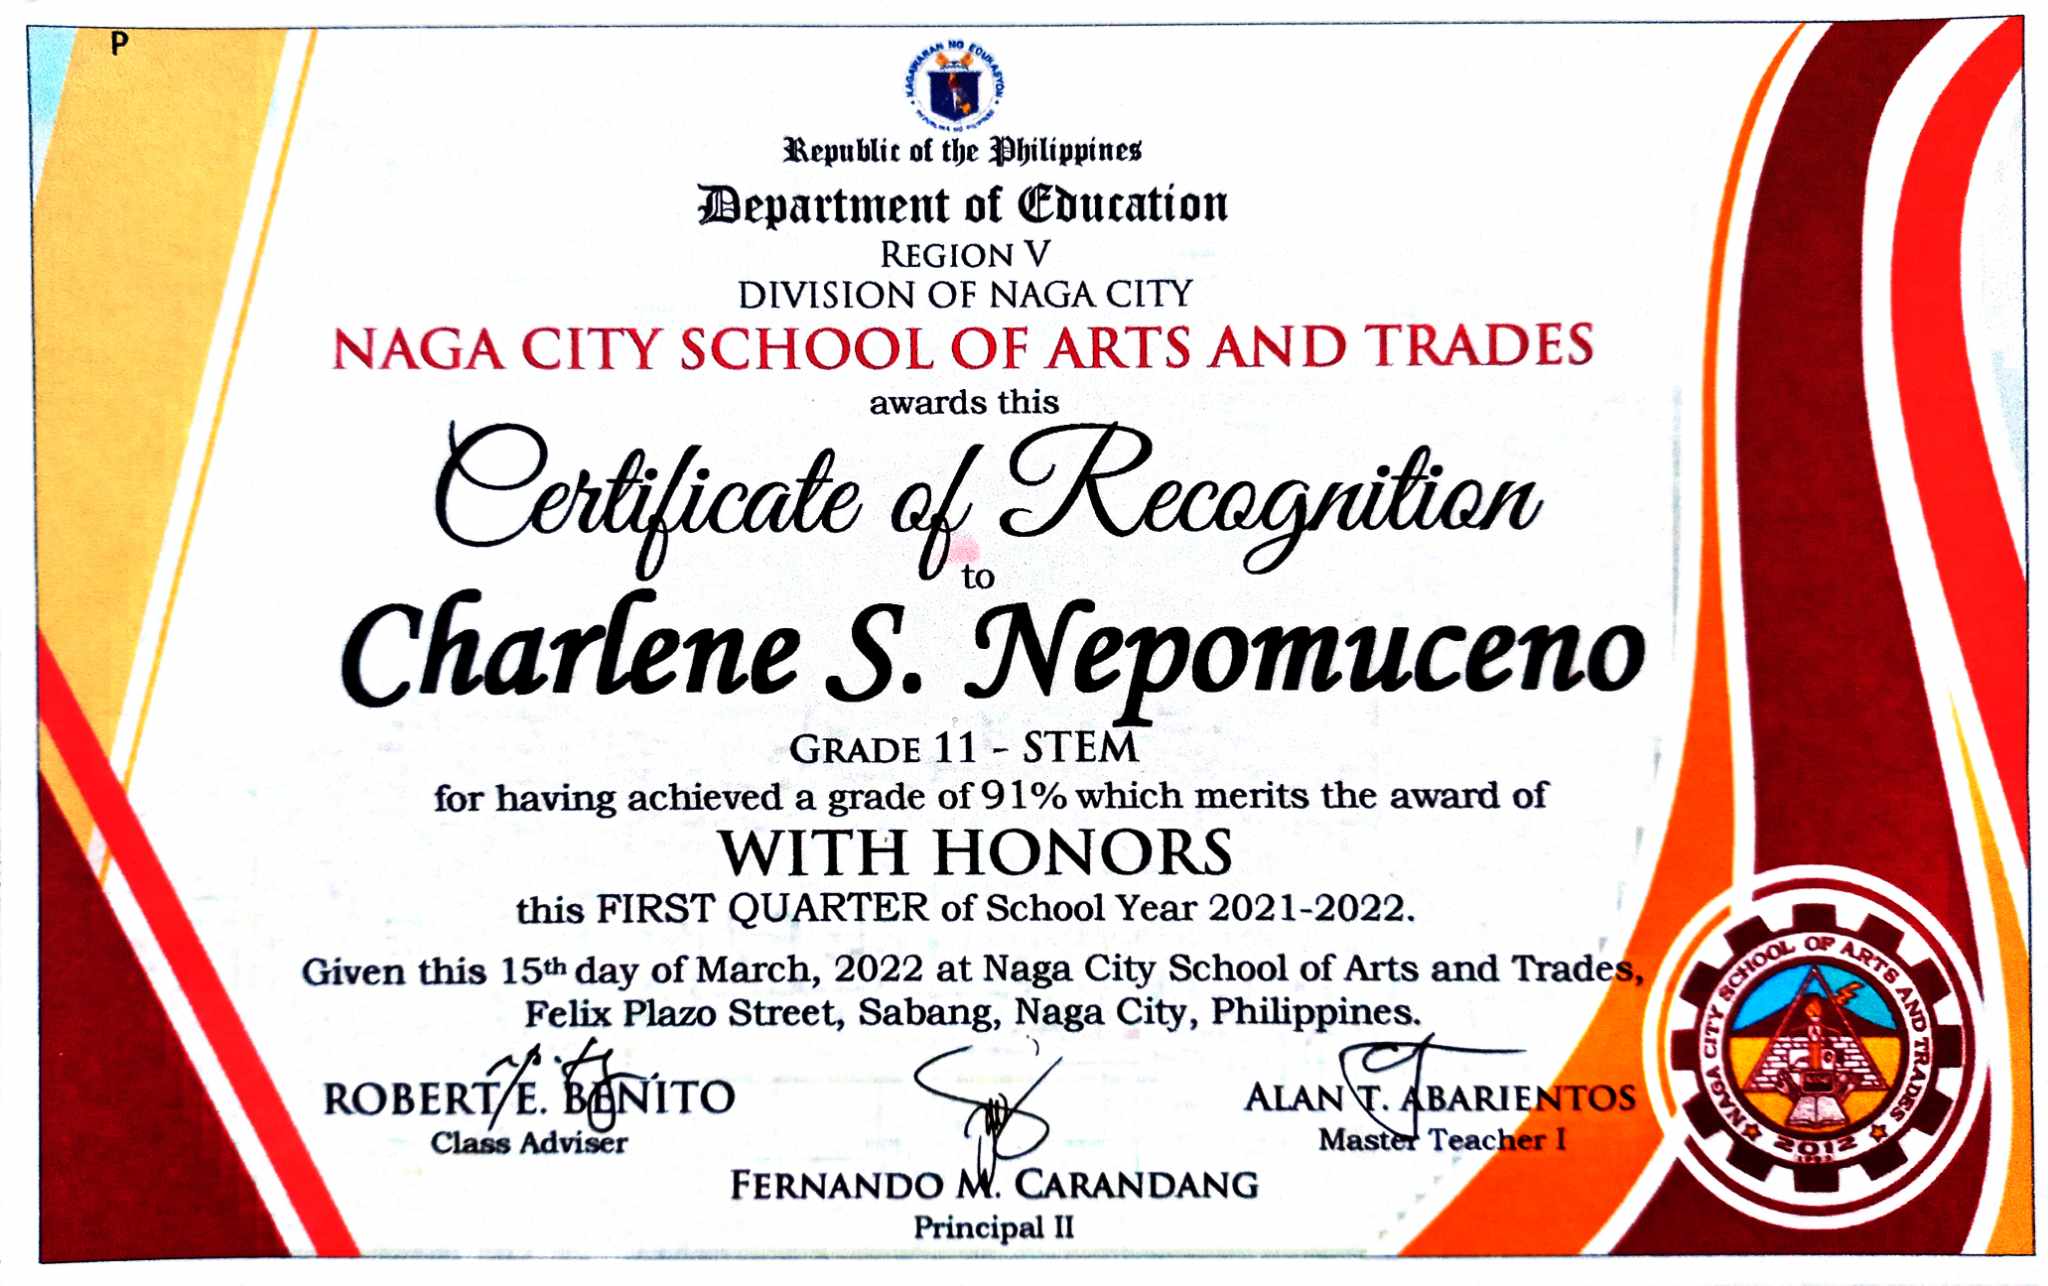 P
KAGAWARAN NG EDUKASYON
REPUBLIKA NG PILIPINAS
Republic of the Philippines
Department of Education
REGION V
DIVISION OF NAGA CITY
NAGA CITY SCHOOL OF ARTS AND TRADES
awards this
Certificate of Recognition
to
Charlene S. Nepomuceno
GRADE 11 - STEM
for having achieved a grade of 91% which merits the award of
WITH HONORS
this FIRST QUARTER of School Year 2021-2022.
Given this 15th day of March, 2022 at Naga City School of Arts and Trades,
Felix Plazo Street, Sabang, Naga City, Philippines.
ROBERT E. BENITO
Class Adviser
ALAN T. ABARIENTOS
Master Teacher I
FERNANDO M. CARANDANG
Principal II
NAGA CITY SCHOOL OF ARTS AND TRADES
2012